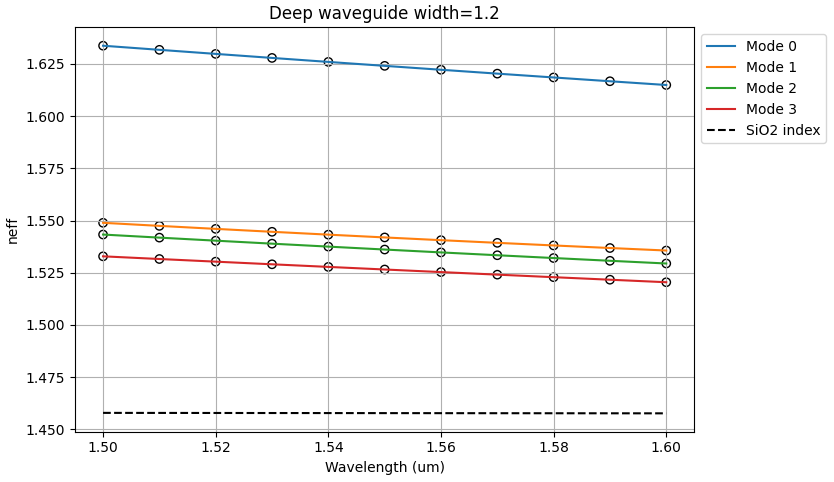 Deep waveguide width=1.2
Mode 0
Mode 1
Mode 2
Mode 3
SiO2 index
neff
1.625
1.600
1.575
1.550
1.525
1.500
1.475
1.450
1.50 1.52 1.54 1.56 1.58 1.60
Wavelength (um)